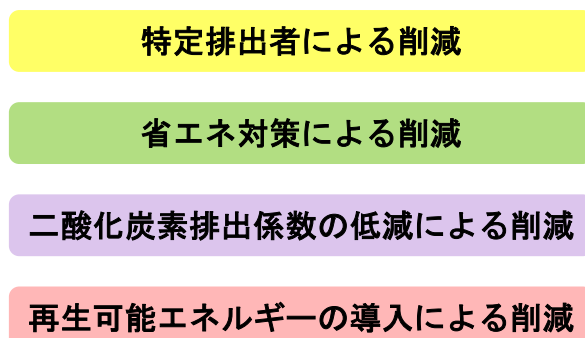 特定排出者による削減
省エネ対策による削減
二酸化炭素排出係数の低減による削減
再生可能エネルギーの導入による削減